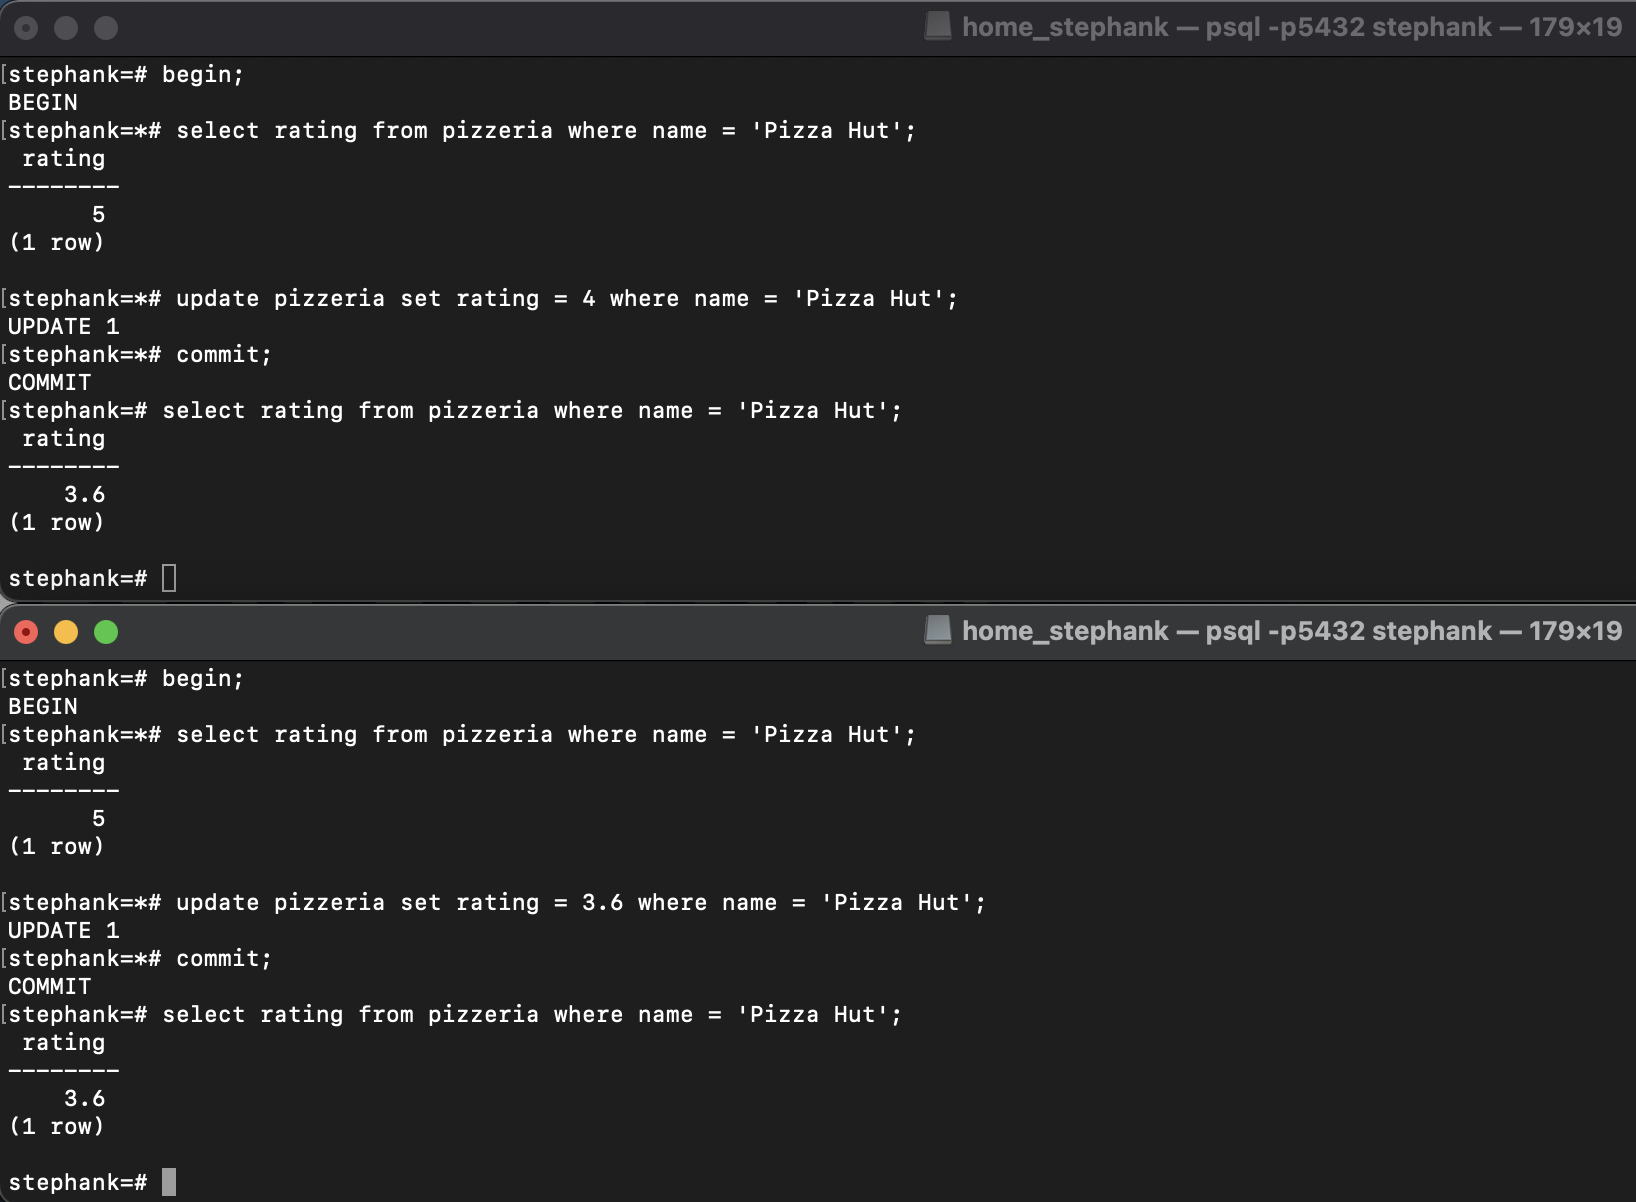 home_stephank — psql -p5432 stephank — 179×19
stephank=# begin;
BEGIN
stephank=*# select rating from pizzeria where name = 'Pizza Hut';
 rating
--------
      5
(1 row)

stephank=*# update pizzeria set rating = 4 where name = 'Pizza Hut';
UPDATE 1
stephank=*# commit;
COMMIT
stephank=# select rating from pizzeria where name = 'Pizza Hut';
 rating
--------
    3.6
(1 row)

stephank=#
home_stephank — psql -p5432 stephank — 179×19
stephank=# begin;
BEGIN
stephank=*# select rating from pizzeria where name = 'Pizza Hut';
 rating
--------
      5
(1 row)

stephank=*# update pizzeria set rating = 3.6 where name = 'Pizza Hut';
UPDATE 1
stephank=*# commit;
COMMIT
stephank=# select rating from pizzeria where name = 'Pizza Hut';
 rating
--------
    3.6
(1 row)

stephank=#